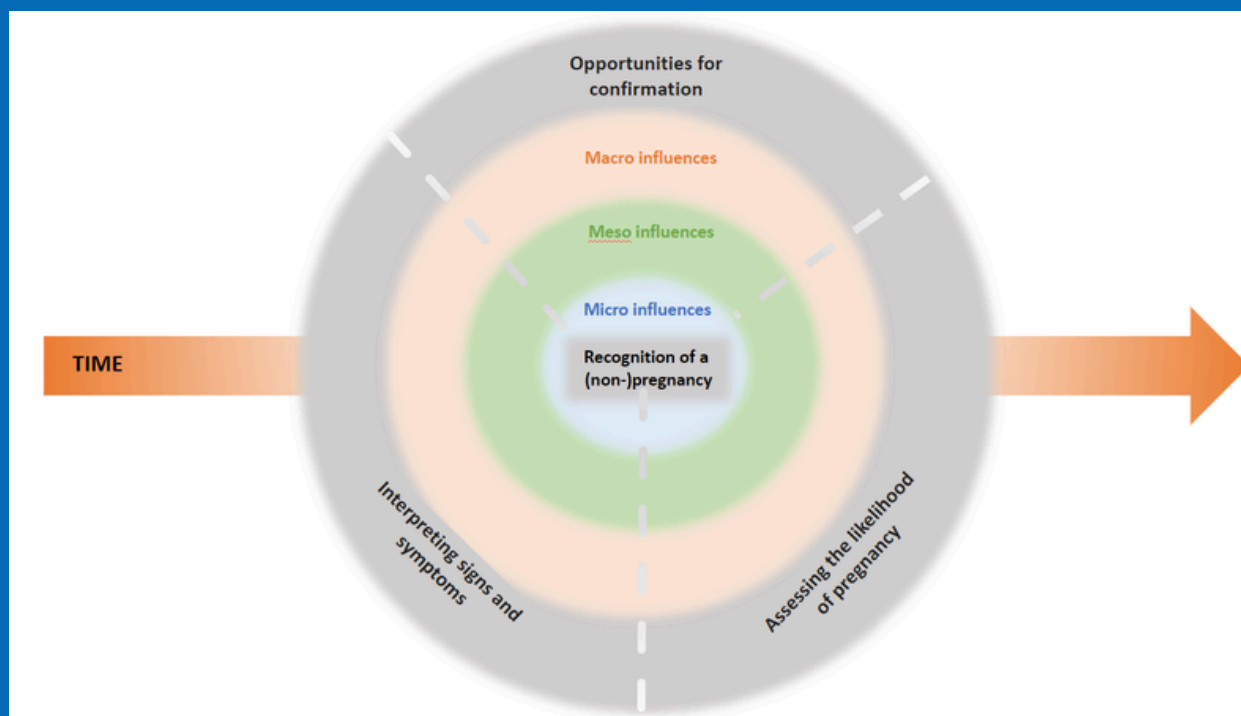 Opportunities for
confirmation
Macro influences
Meso influences
Micro influences
TIME
Recognition of a
(non-)pregnancy
Interpreting signs and
symptoms
Assessing the likelihood
of pregnancy